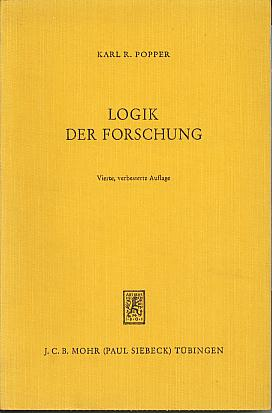 KARL R. POPPER
LOGIK
DER FORSCHUNG
Vierte, verbesserte Auflage
J. C. B. MOHR (PAUL SIEBECK) TÜBINGEN